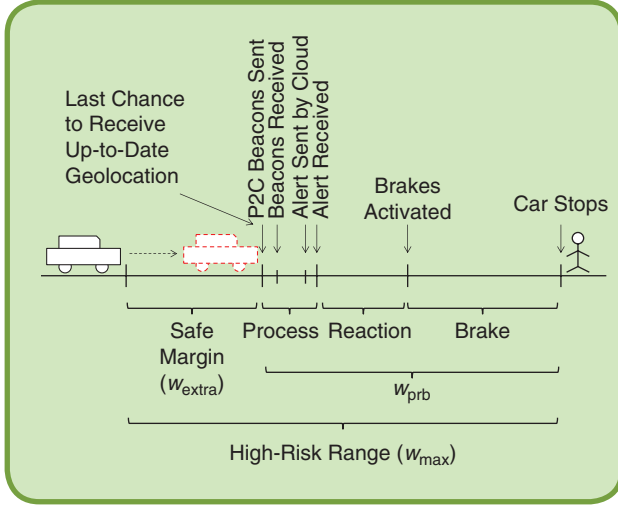 Last Chance
to Receive
Up-to-Date
Geolocation
P2C Beacons Sent
Beacons Received
Alert Sent by Cloud
Alert Received
Brakes
Activated
Car Stops
Safe
Margin
(wextra)
Process
Reaction
Brake
wprb
High-Risk Range (wmax)